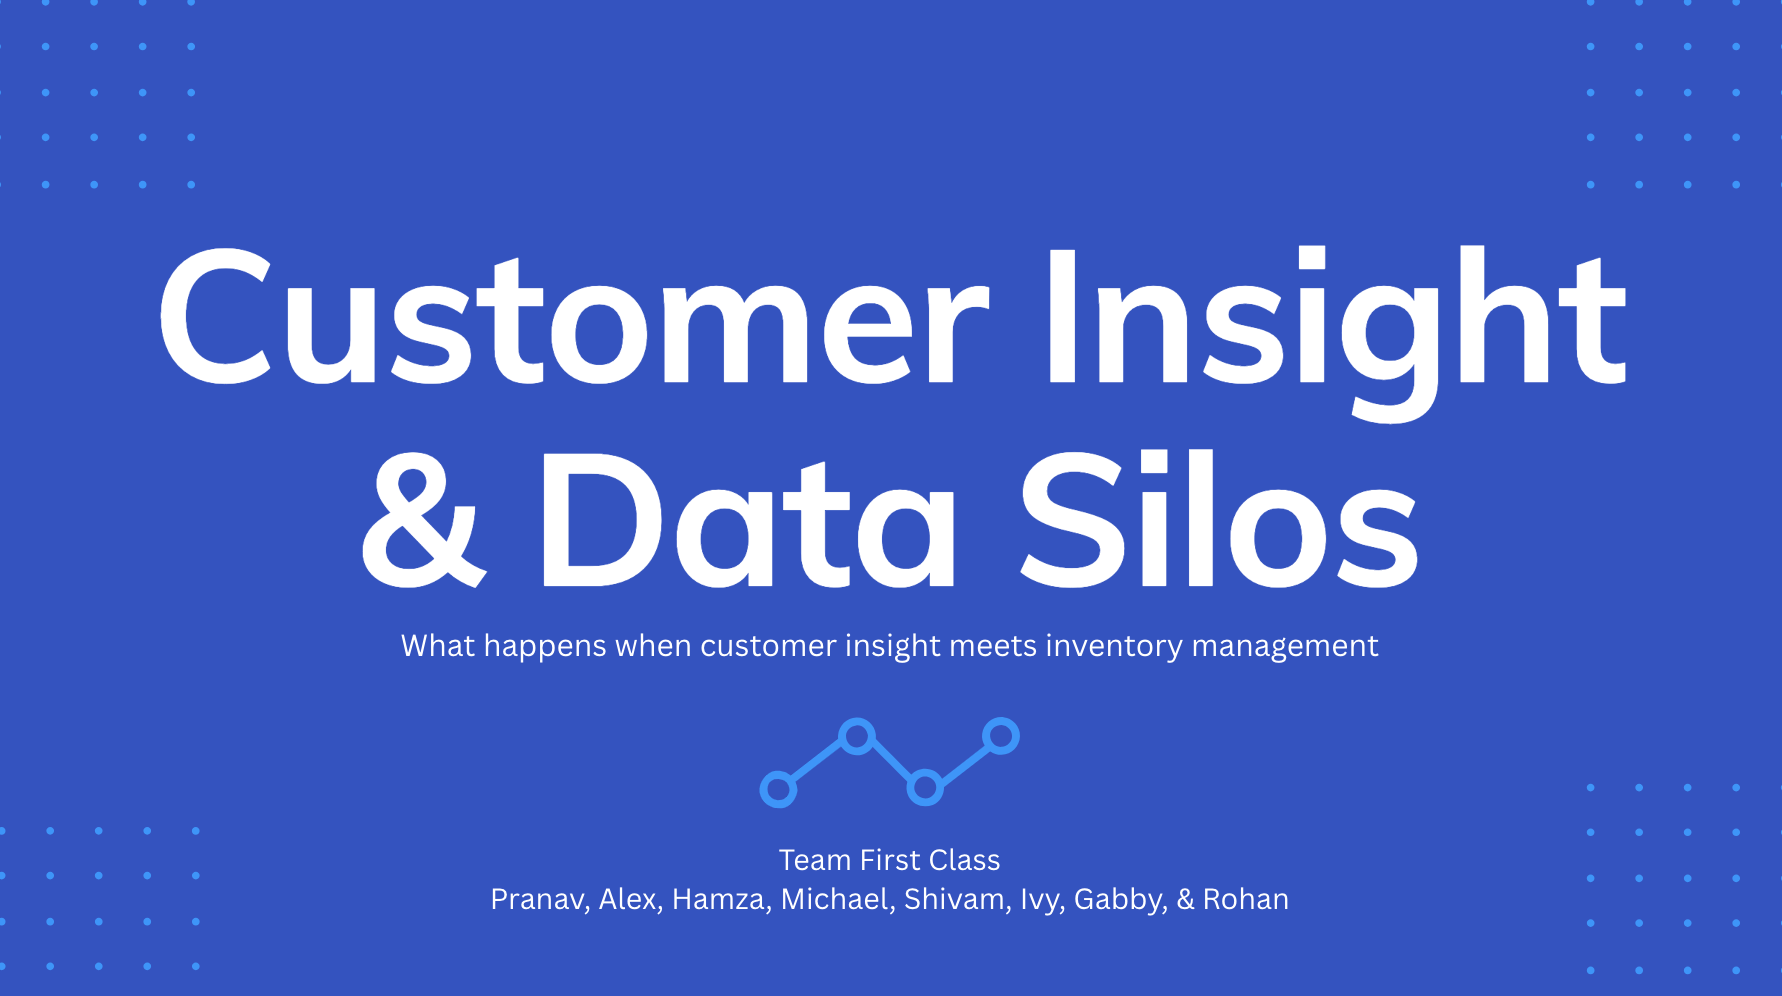 Customer Insight
& Data Silos
What happens when customer insight meets inventory management
Team First Class
Pranav, Alex, Hamza, Michael, Shivam, Ivy, Gabby, & Rohan